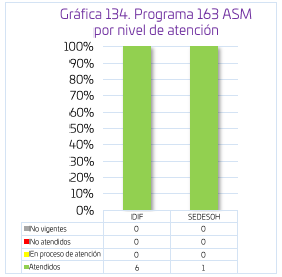 Gráfica 134. Programa 163 ASM
por nivel de atención
100%
90%
80%
70%
60%
50%
40%
30%
20%
10%
0%
IDIF SEDESOH
No vigentes 0 0
No atendidos 0 0
En proceso de atención 0 0
Atendidos 6 1